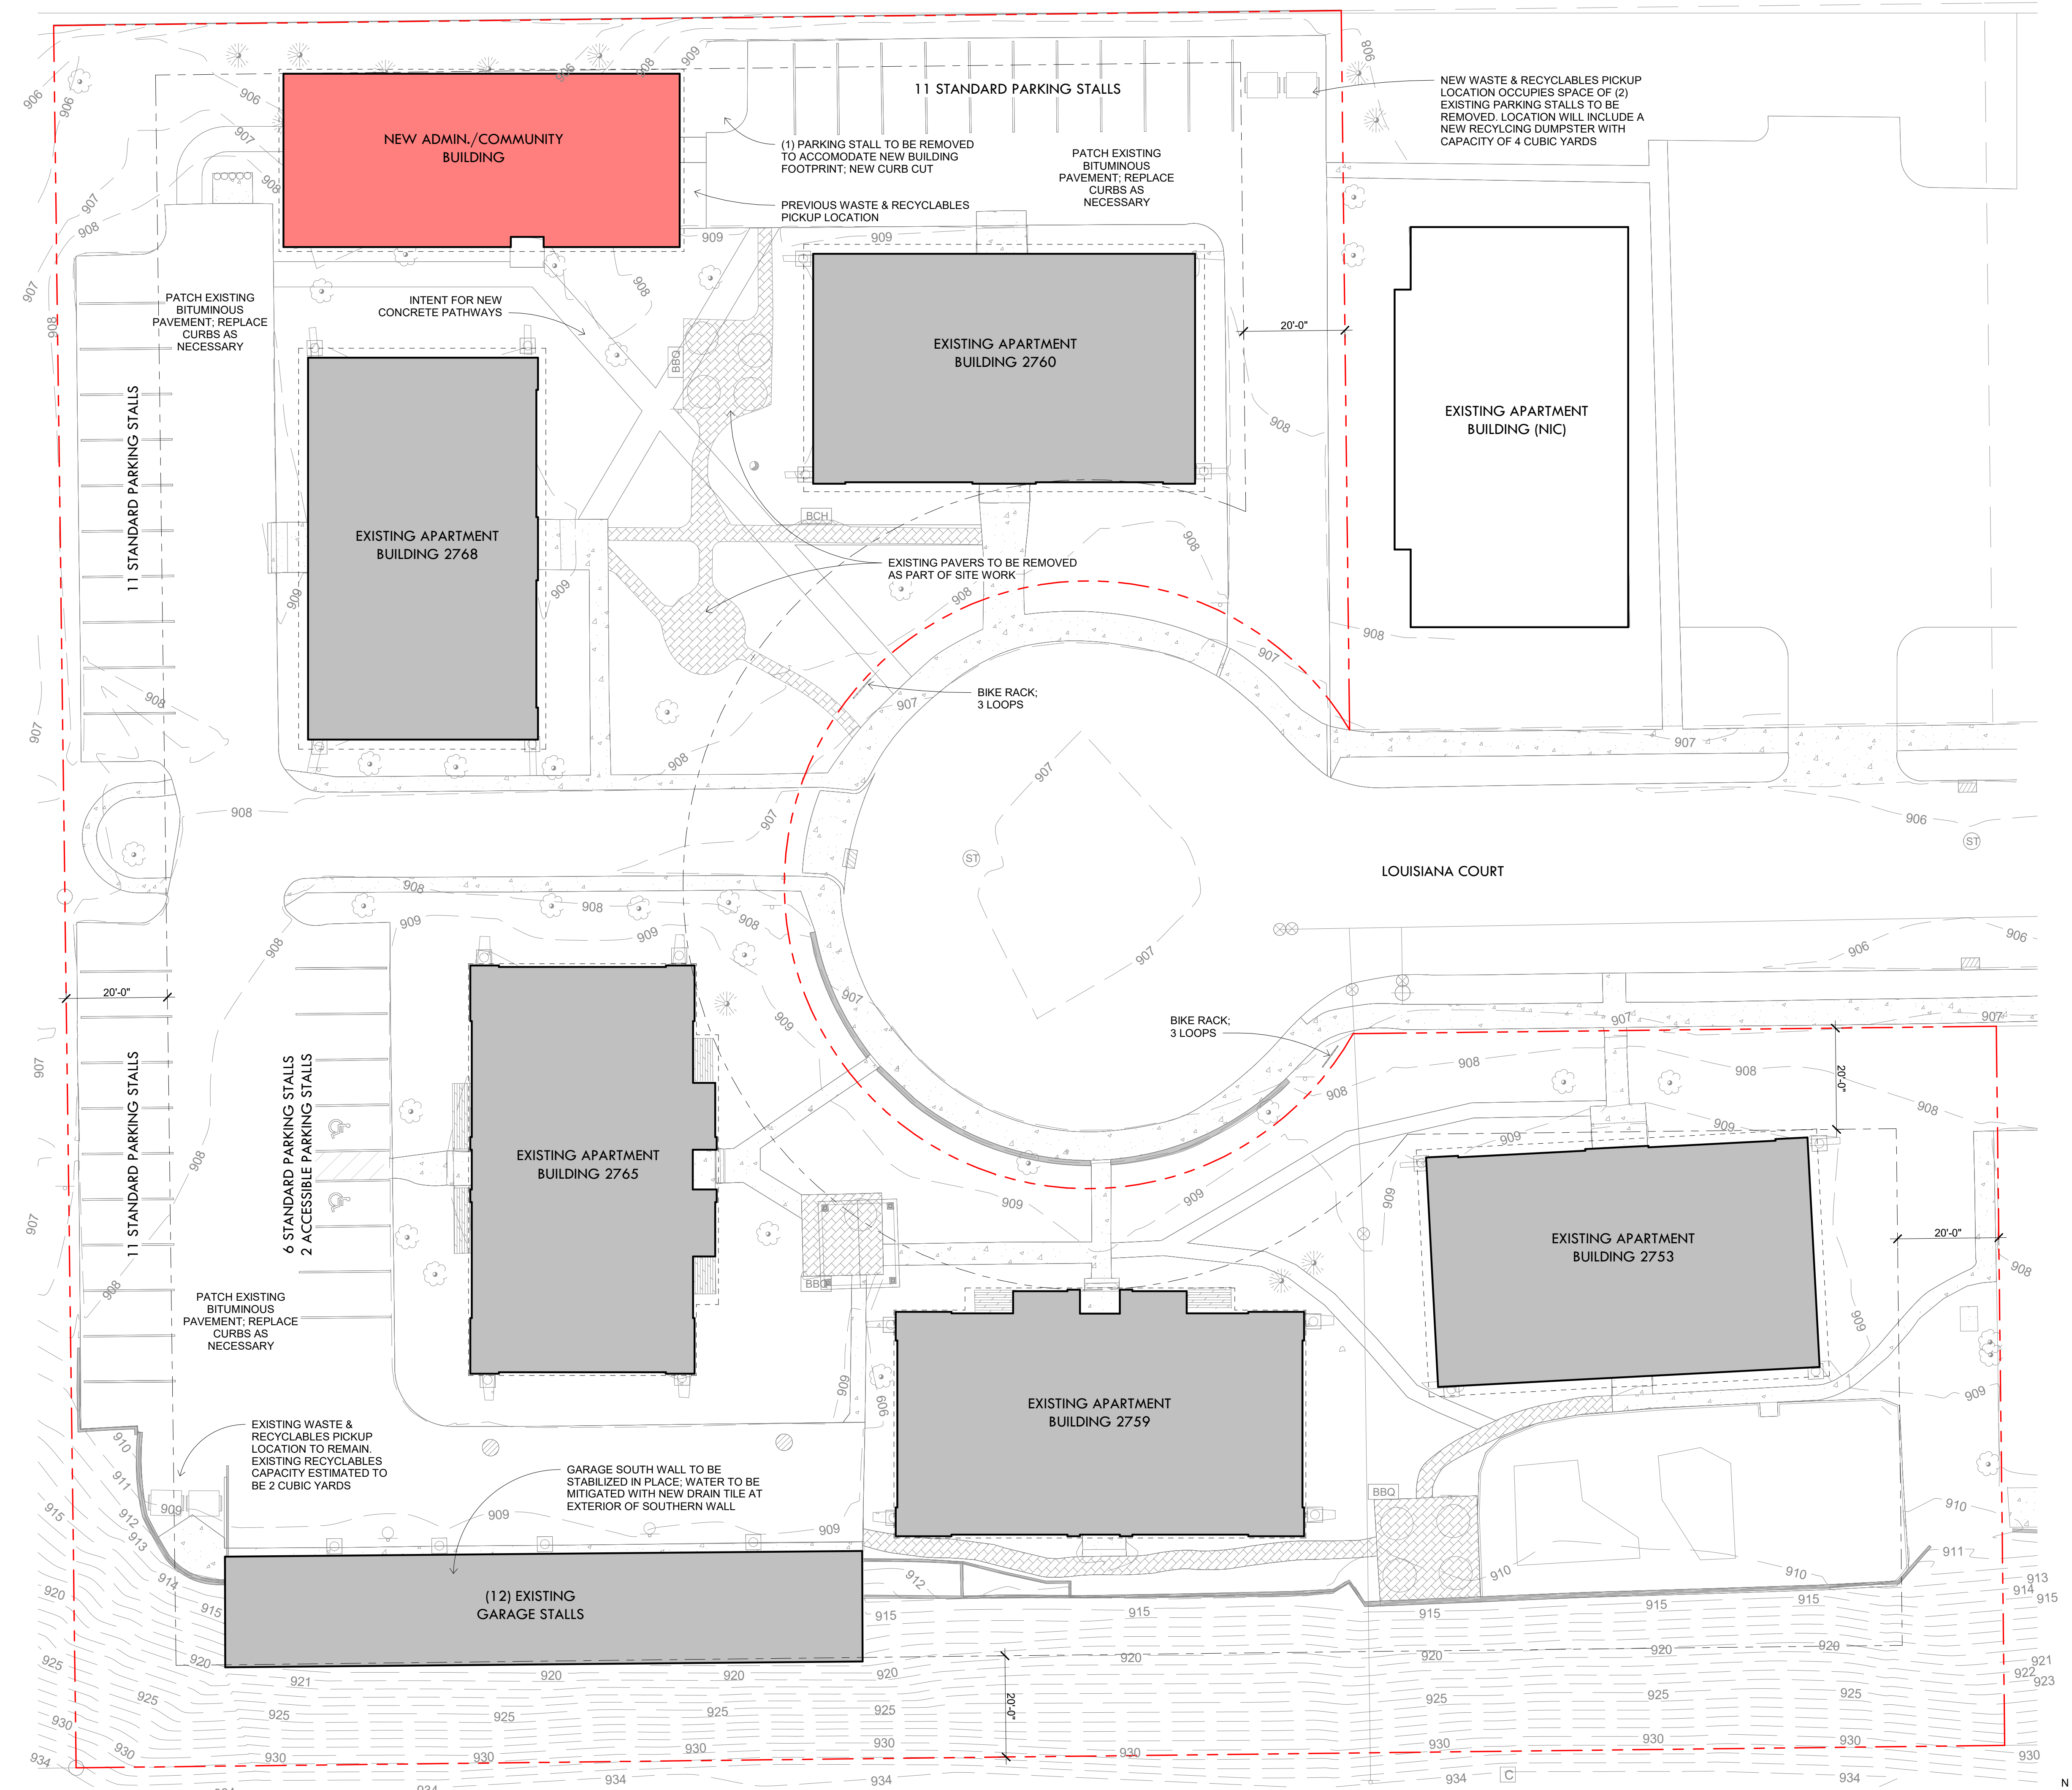 NEW ADMIN./COMMUNITY
BUILDING
11 STANDARD PARKING STALLS
(1) PARKING STALL TO BE REMOVED
TO ACCOMODATE NEW BUILDING
FOOTPRINT; NEW CURB CUT
PREVIOUS WASTE & RECYCLABLES
PICKUP LOCATION
PATCH EXISTING
BITUMINOUS
PAVEMENT; REPLACE
CURBS AS
NECESSARY
NEW WASTE & RECYCLABLES PICKUP
LOCATION OCCUPIES SPACE OF (2)
EXISTING PARKING STALLS TO BE
REMOVED. LOCATION WILL INCLUDE A
NEW RECYLCING DUMPSTER WITH
CAPACITY OF 4 CUBIC YARDS
PATCH EXISTING
BITUMINOUS
PAVEMENT; REPLACE
CURBS AS
NECESSARY
INTENT FOR NEW
CONCRETE PATHWAYS
BBQ
EXISTING APARTMENT
BUILDING 2760
20'-0"
EXISTING APARTMENT
BUILDING (NIC)
11 STANDARD PARKING STALLS
EXISTING APARTMENT
BUILDING 2768
BCH
EXISTING PAVERS TO BE REMOVED
AS PART OF SITE WORK
BIKE RACK;
3 LOOPS
ST
ST
LOUISIANA COURT
20'-0"
BIKE RACK;
3 LOOPS
20'-0"
11 STANDARD PARKING STALS
6 STANDARD PARKING STALLS
2 ACCESSIBLE PARKING STALLS
EXISTING APARTMENT
BUILDING 2765
EXISTING APARTMENT
BUILDING 2753
20'-0"
BBQ
PATCH EXISTING
BITUMINOUS
PAVEMENT; REPLACE
CURBS AS
NECESSARY
EXISTING APARTMENT
BUILDING 2759
EXISTING WASTE &
RECYCLABLES PICKUP
LOCATION TO REMAIN.
EXISTING RECYCLABLES
CAPACITY ESTIMATED TO
BE 2 CUBIC YARDS
GARAGE SOUTH WALL TO BE
STABILIZED IN PLACE; WATER TO BE
MITIGATED WITH NEW DRAIN TILE AT
EXTERIOR OF SOUTHERN WALL
BBQ
(12) EXISTING
GARAGE STALLS
20'-0"
C
N